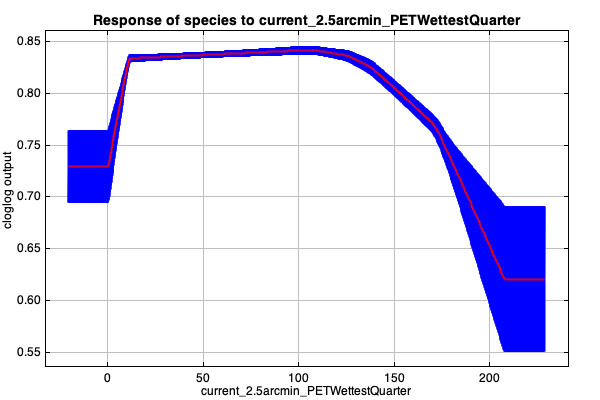 Response of species to current_2.5arcmin_PETWettestQuarter
cloglog output
0.85
0.80
0.75
0.70
0.65
0.60
0.55
0 50 100 150 200
current_2.5arcmin_PETWettestQuarter